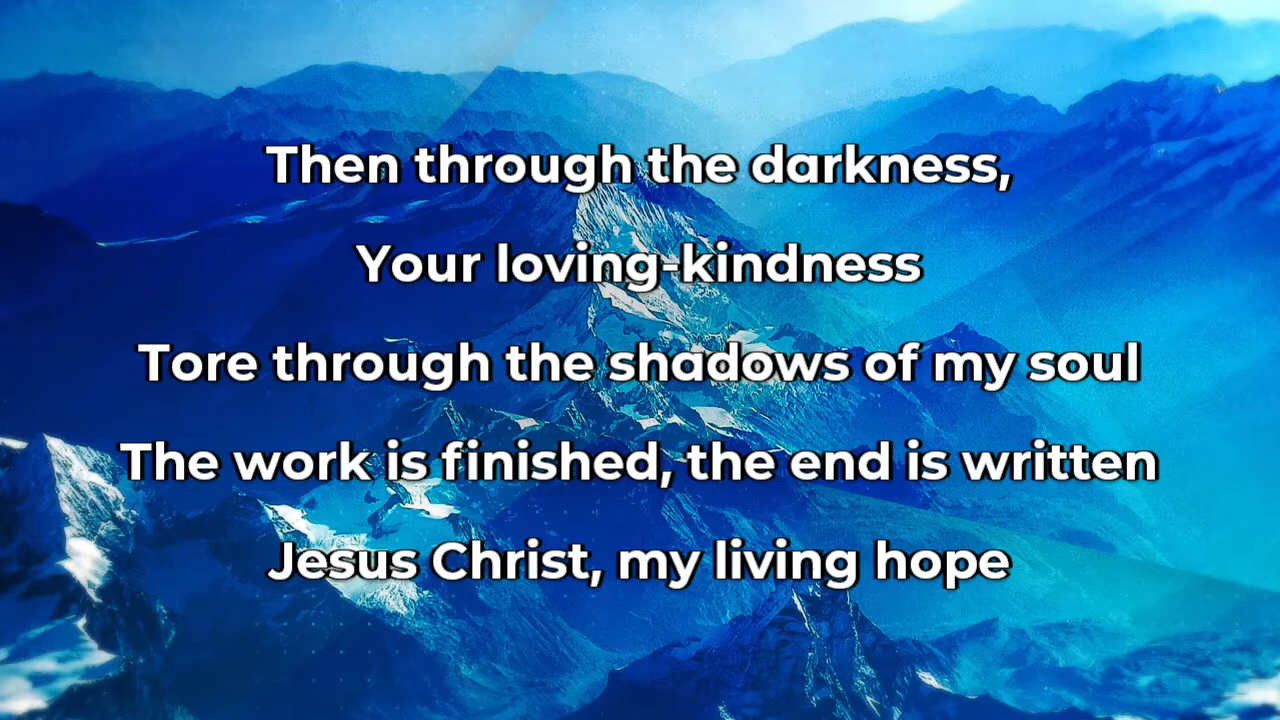 Then through the darkness,
Your loving-kindness
Tore through the shadows of my soul
The work is finished, the end is written
Jesus Christ, my living hope